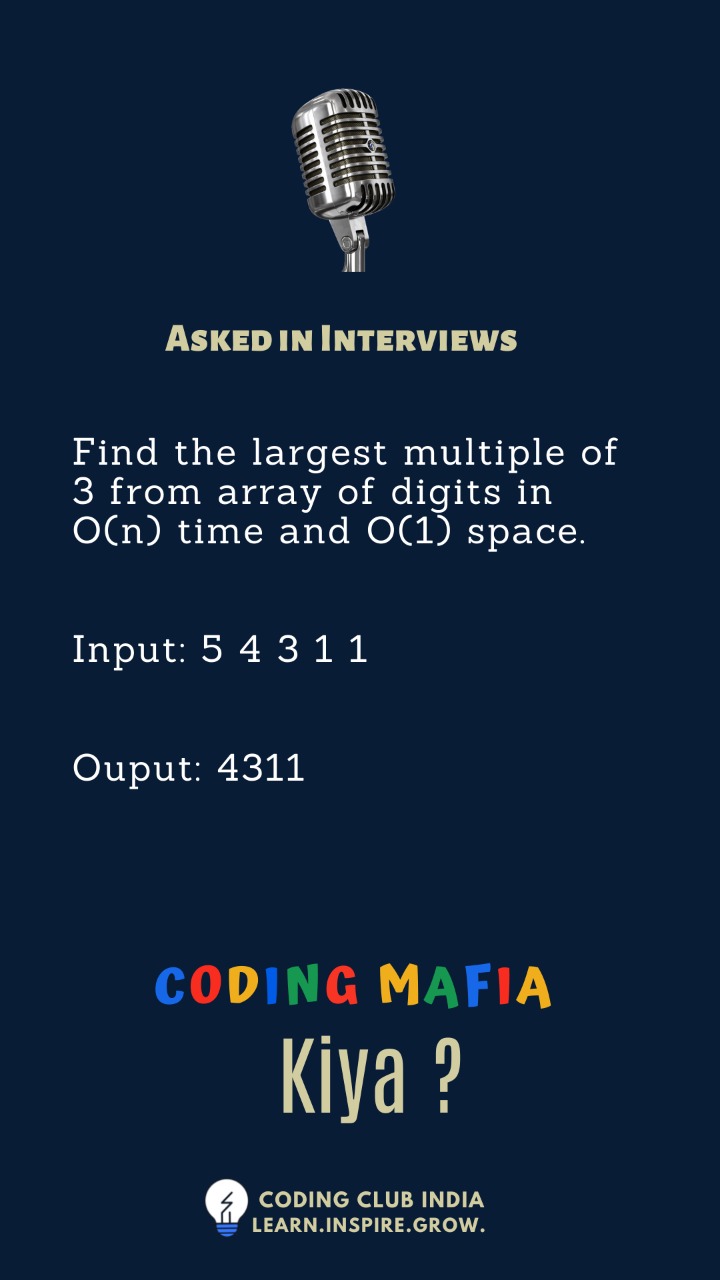 Asked in Interviews
Find the largest multiple of
3 from array of digits in
O(n) time and O(1) space.
Input: 5 4 3 1 1
Ouput: 4311
CODING MAFIA
Kiya ?
CODING CLUB INDIA
LEARN.INSPIRE.GROW.